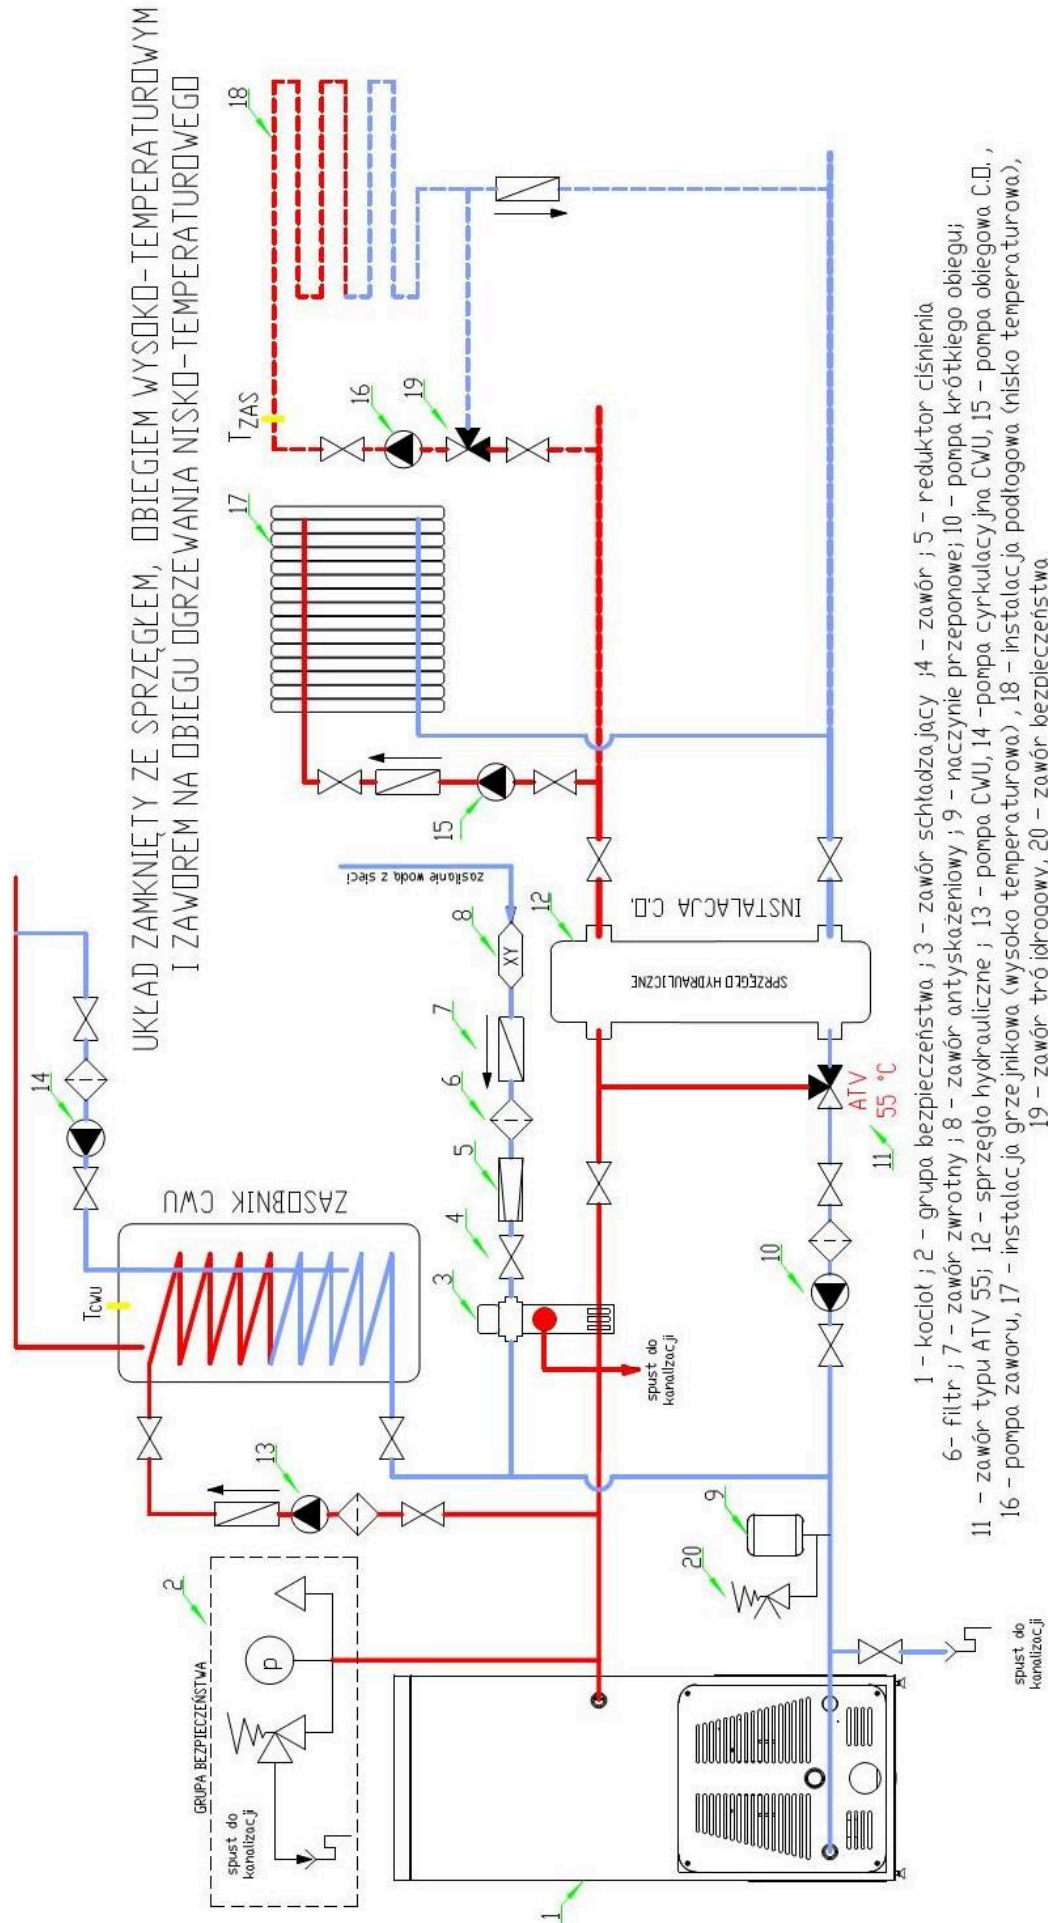 UKŁAD ZAMKNIĘTY ZE SPRZĘGŁEM, OBIEGIEM WYSOKO-TEMPERATUROWYM
I ZAWOREM NA OBIEGU OGRZEWANIA NISKO-TEMPERATUROWEGO
GRUPA BEZPIECZEŃSTWA
spust do
kanalizacji
p
1
2
20
9
spust do
kanalizacji
13
TCWU
ZASOBNIK CWU
14
3
spust do
kanalizacji
4
5
6
7
8
XY
zasilanie wodą z sieci
10
11
ATV
55 °C
12
SPRZĘGŁO HYDRAULICZNE
INSTALACJA C.O.
15
17
TZAS
16
19
18
1 - kocioł ; 2 - grupa bezpieczeństwa ; 3 - zawór schładzający ;4 - zawór ; 5 - reduktor ciśnienia
6- filtr ; 7 - zawór zwrotny ; 8 - zawór antyskażeniowy ; 9 - naczynie przeponowe; 10 - pompa krótkiego obiegu;
11 - zawór typu ATV 55; 12 - sprzęgło hydrauliczne ; 13 - pompa CWU, 14 -pompa cyrkulacyjna CWU, 15 - pompa obiegowa C.O. ,
16 - pompa zaworu, 17 - instalacja grzejnikowa (wysoko temperaturowa) , 18 - instalacja podłogowa (nisko temperaturowa),
19 - zawór trójdrogowy, 20 - zawór bezpieczeństwa